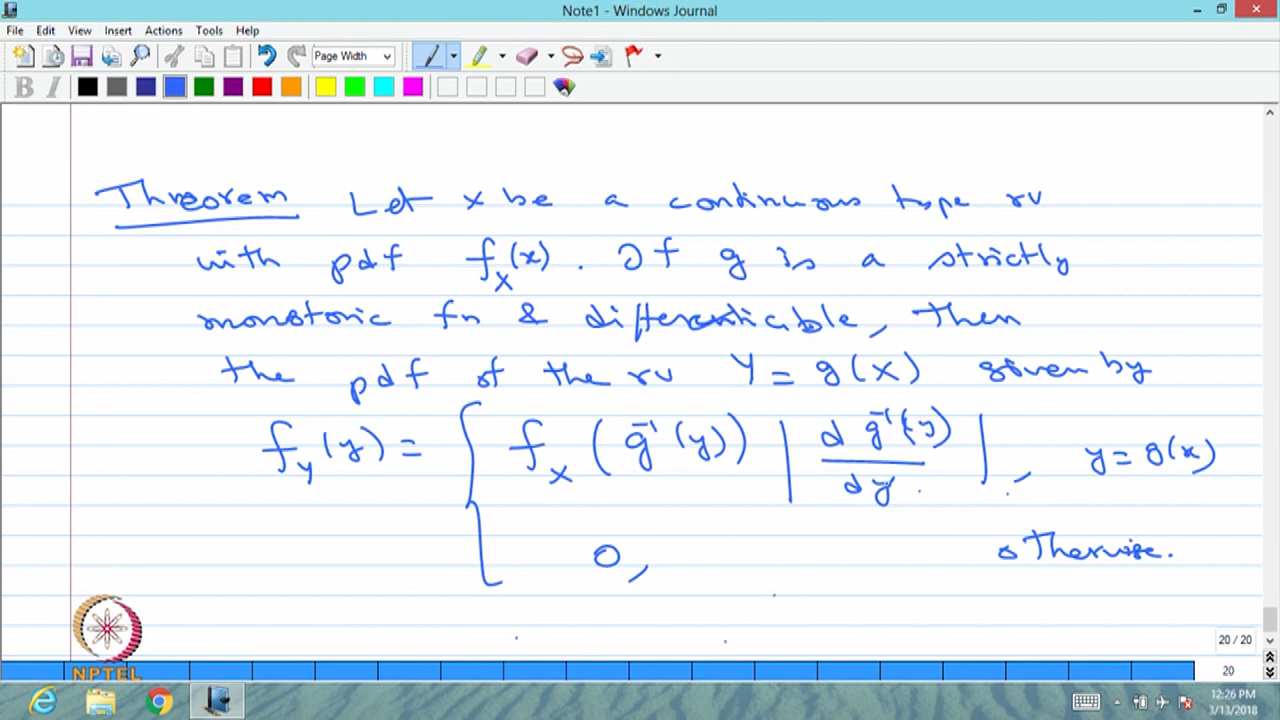 Note1 - Windows Journal
File Edit View Insert Actions Tools Help
Page Width
B I
Threorem Let x be a continuous type rv
with pdf f_X(x). If g is a strictly
monotonic fn & differentiable, then
the pdf of the rv Y = g(X) given by
f_Y(y) = { f_X(g⁻¹(y)) | d g⁻¹(y) / dy |, y = g(x)
0, otherwise.
20 / 20
NPTEL
20
12:26 PM
3/13/2018